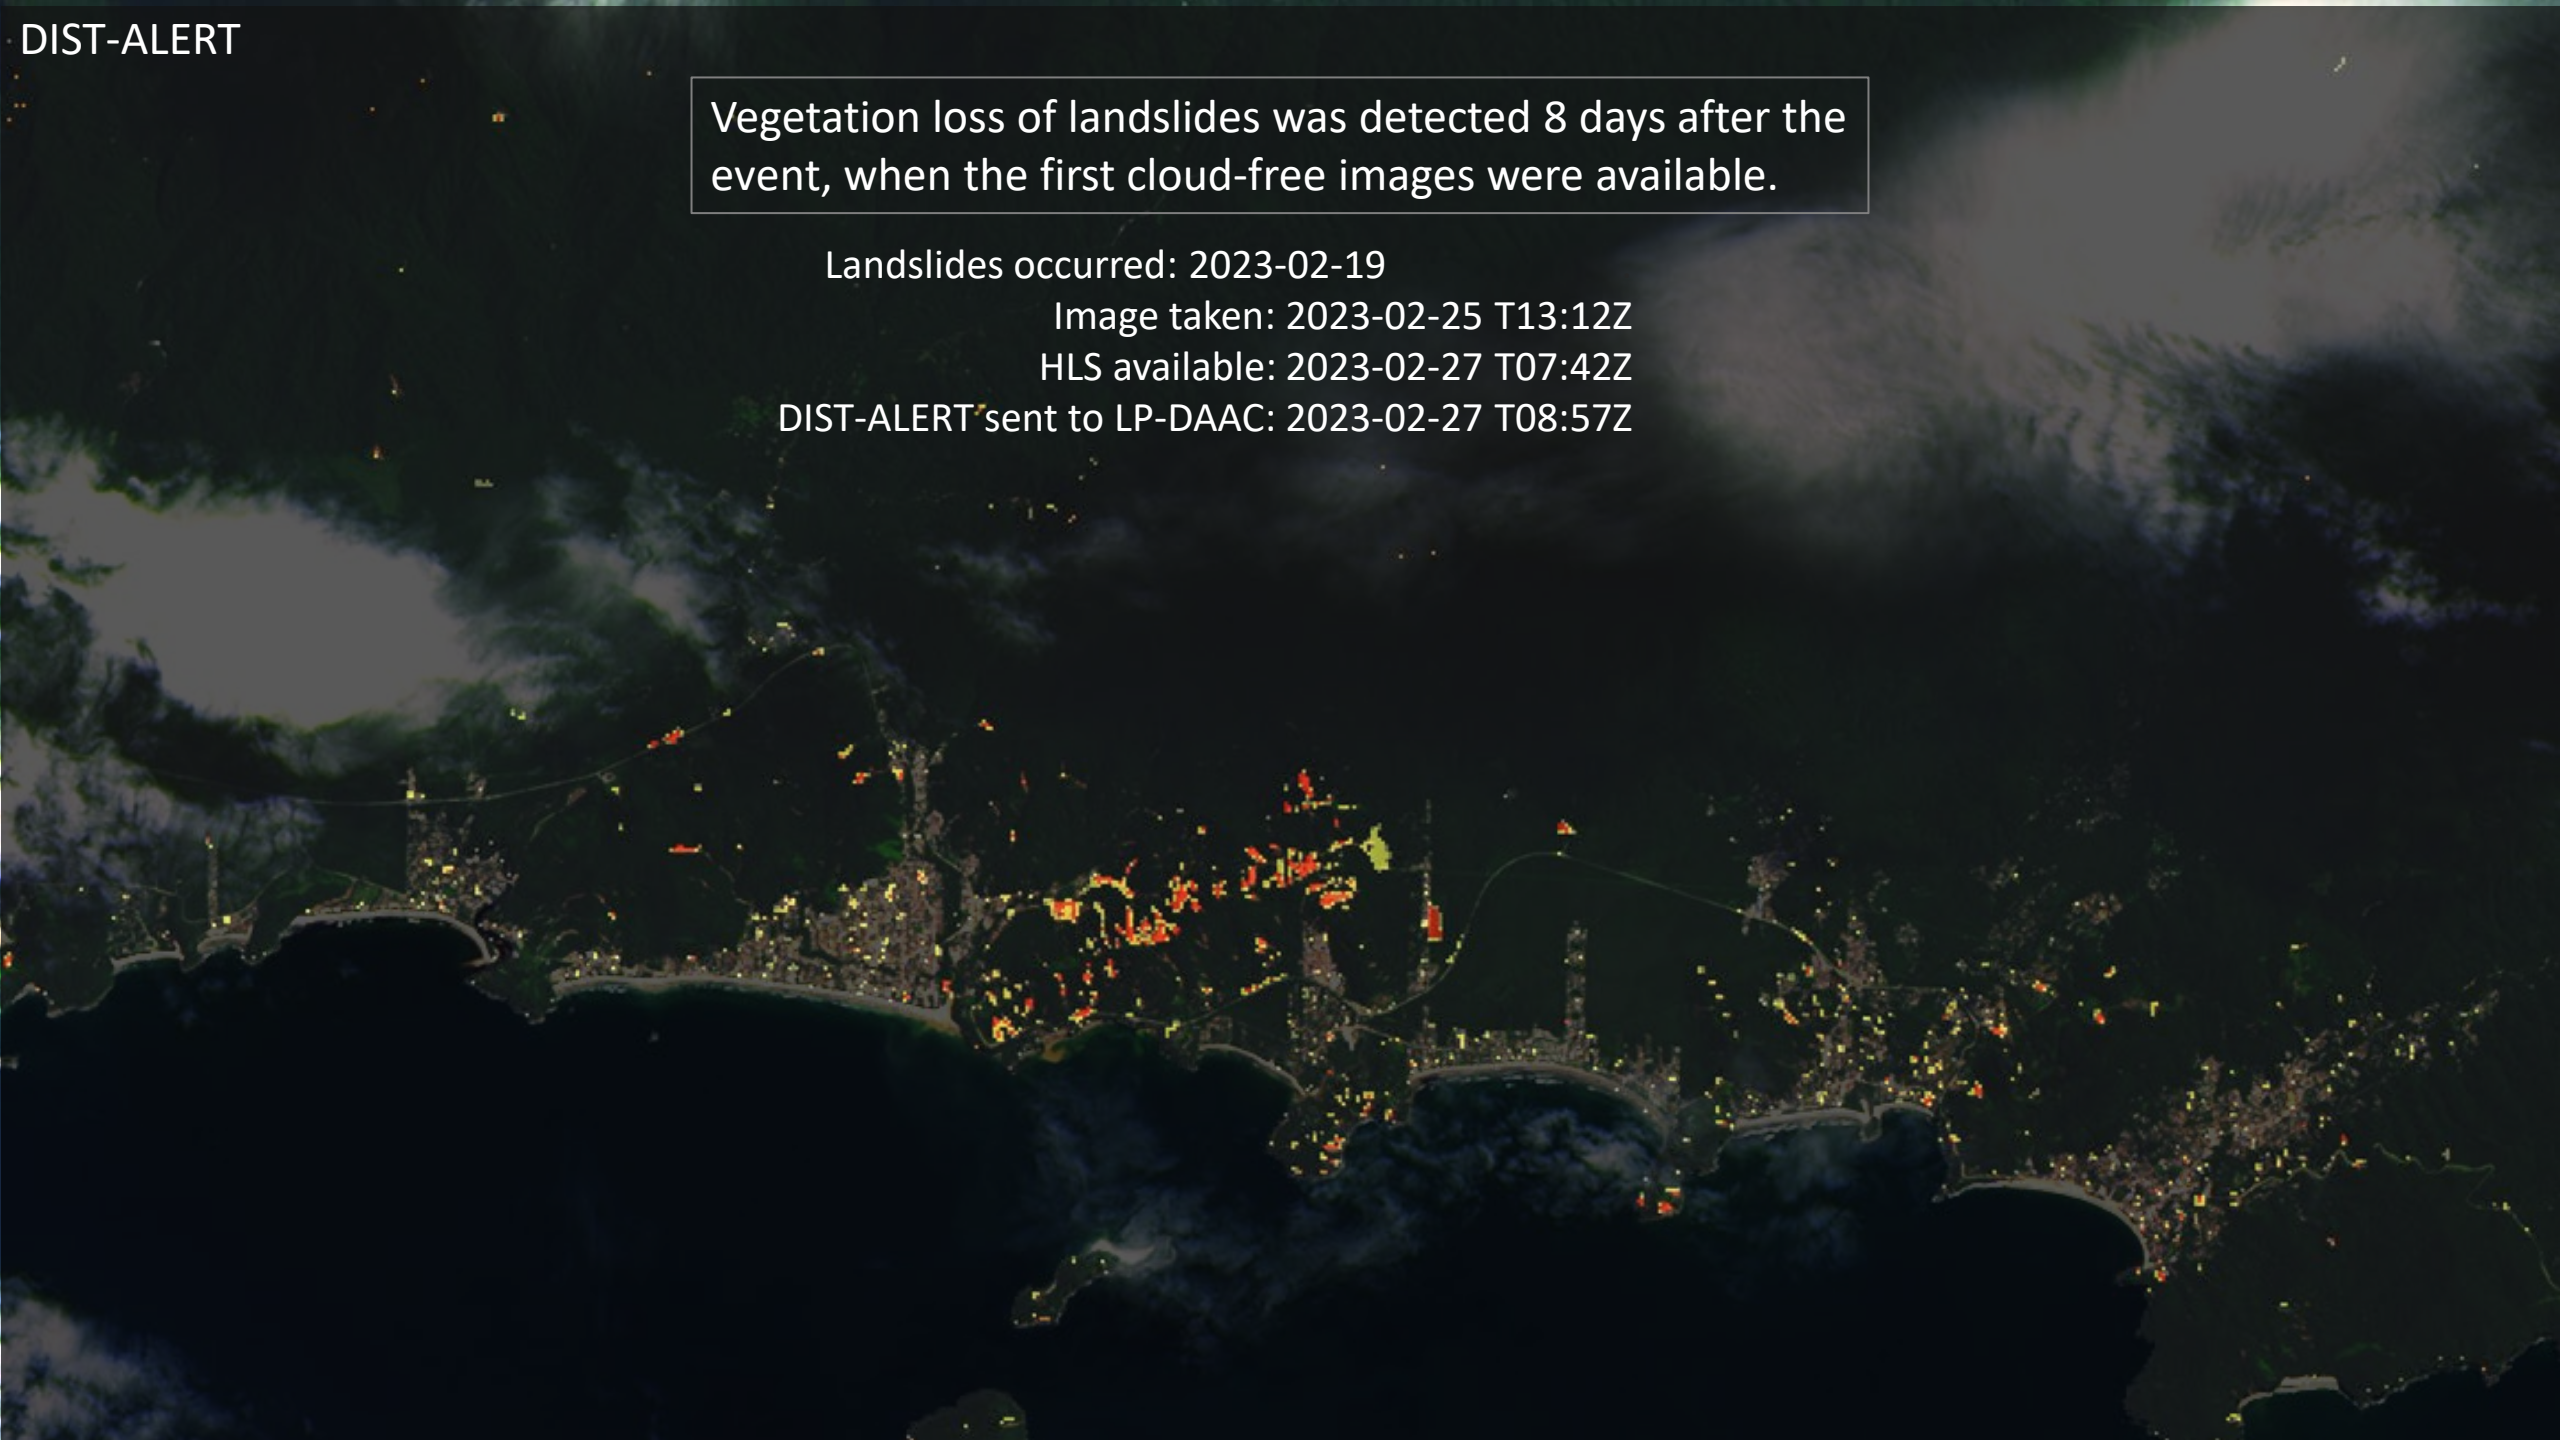 DIST-ALERT
Vegetation loss of landslides was detected 8 days after the
event, when the first cloud-free images were available.
Landslides occurred: 2023-02-19
Image taken: 2023-02-25 T13:12Z
HLS available: 2023-02-27 T07:42Z
DIST-ALERT sent to LP-DAAC: 2023-02-27 T08:57Z